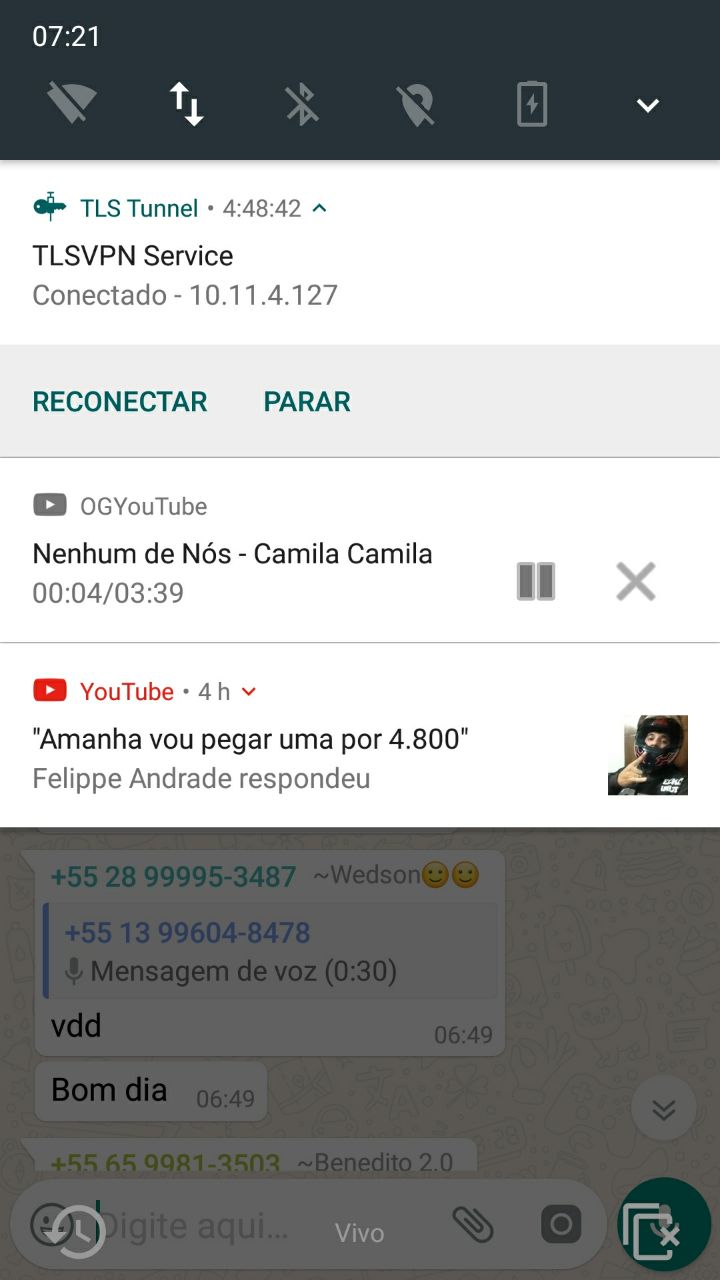 07:21
TLS Tunnel • 4:48:42
TLSVPN Service
Conectado - 10.11.4.127
RECONECTAR PARAR
OGYouTube
Nenhum de Nós - Camila Camila
00:04/03:39
YouTube • 4 h
"Amanha vou pegar uma por 4.800"
Felippe Andrade respondeu
+55 28 99995-3487 ~Wedson🙂🙂
+55 13 99604-8478
Mensagem de voz (0:30)
vdd 06:49
Bom dia 06:49
+55 65 9981-3503 ~Benedito 2.0
Digite aqui...
Vivo